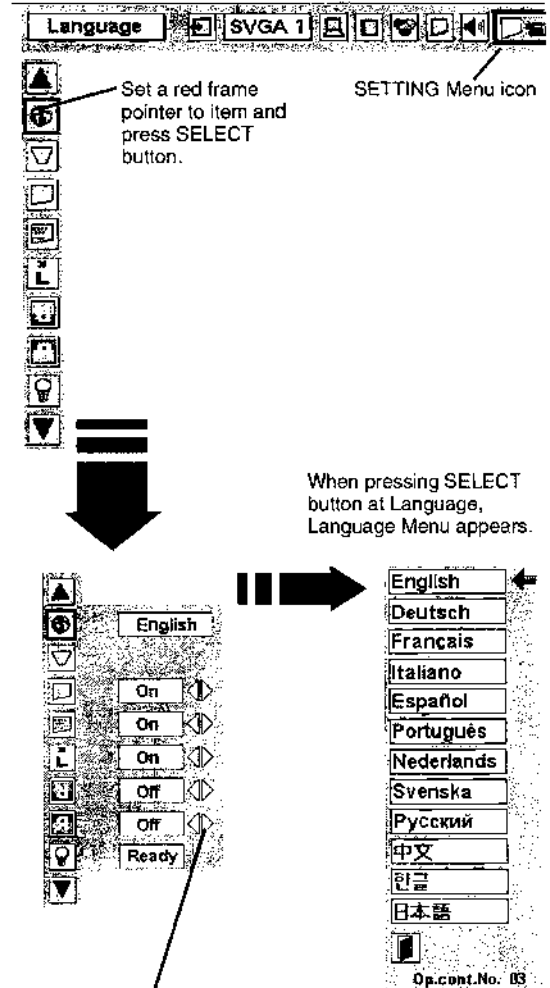 Language
SVGA 1
Set a red frame
pointer to item and
press SELECT
button.
SETTING Menu icon
When pressing SELECT
button at Language,
Language Menu appears.
English
On
On
On
Off
Off
Ready
English
Deutsch
Français
Italiano
Español
Português
Nederlands
Svenska
Русский
中文
한글
日本語
Op.cont.No. 03